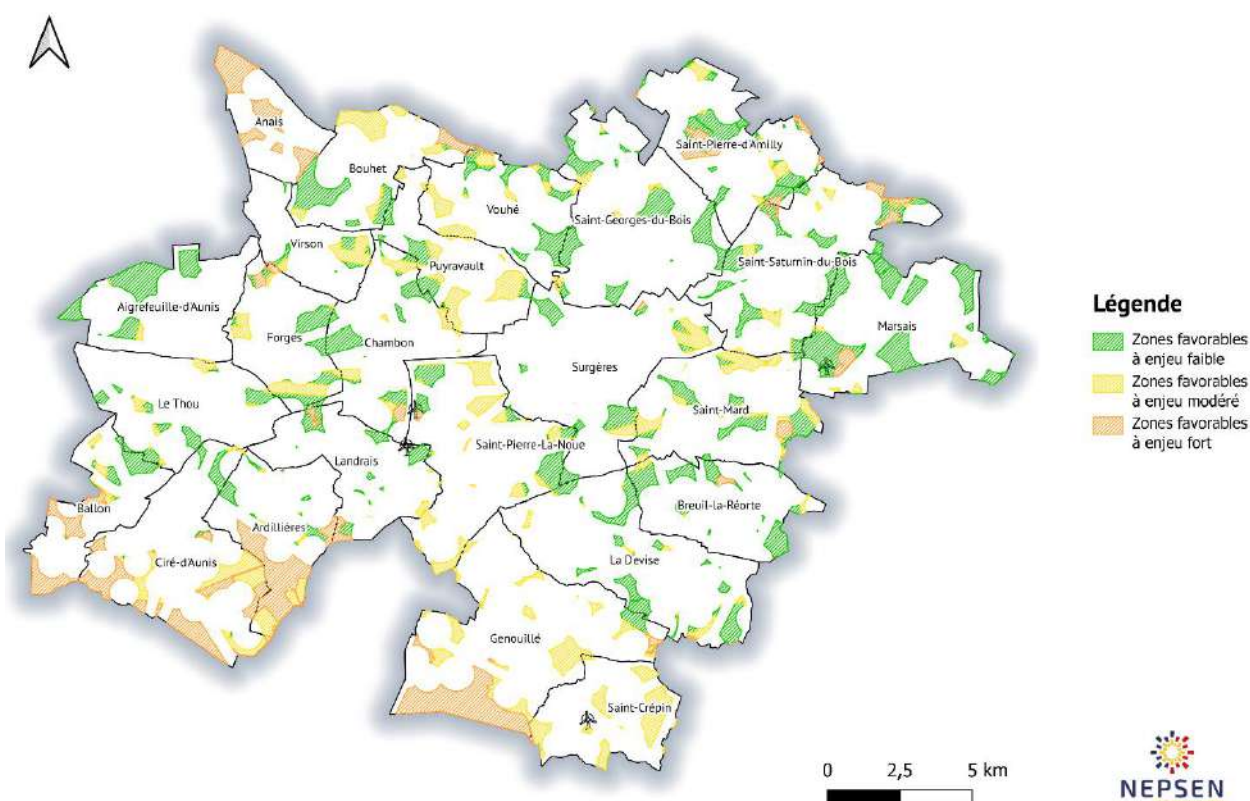 Anais
Saint-Pierre-d'Amilly
Bouhet
Vouhé
Saint-Georges-du-Bois
Virson
Puyravault
Saint-Saturnin-du-Bois
Aigrefeuille-d'Aunis
Marsais
Forges
Chambon
Surgères
Le Thou
Saint-Mard
Saint-Pierre-La-Noue
Landrais
Ballon
Breuil-la-Réorte
Ardillières
Ciré-d'Aunis
La Devise
Genouillé
Saint-Crépin
Légende
Zones favorables
à enjeu faible
Zones favorables
à enjeu modéré
Zones favorables
à enjeu fort
0 2,5 5 km
NEPSEN